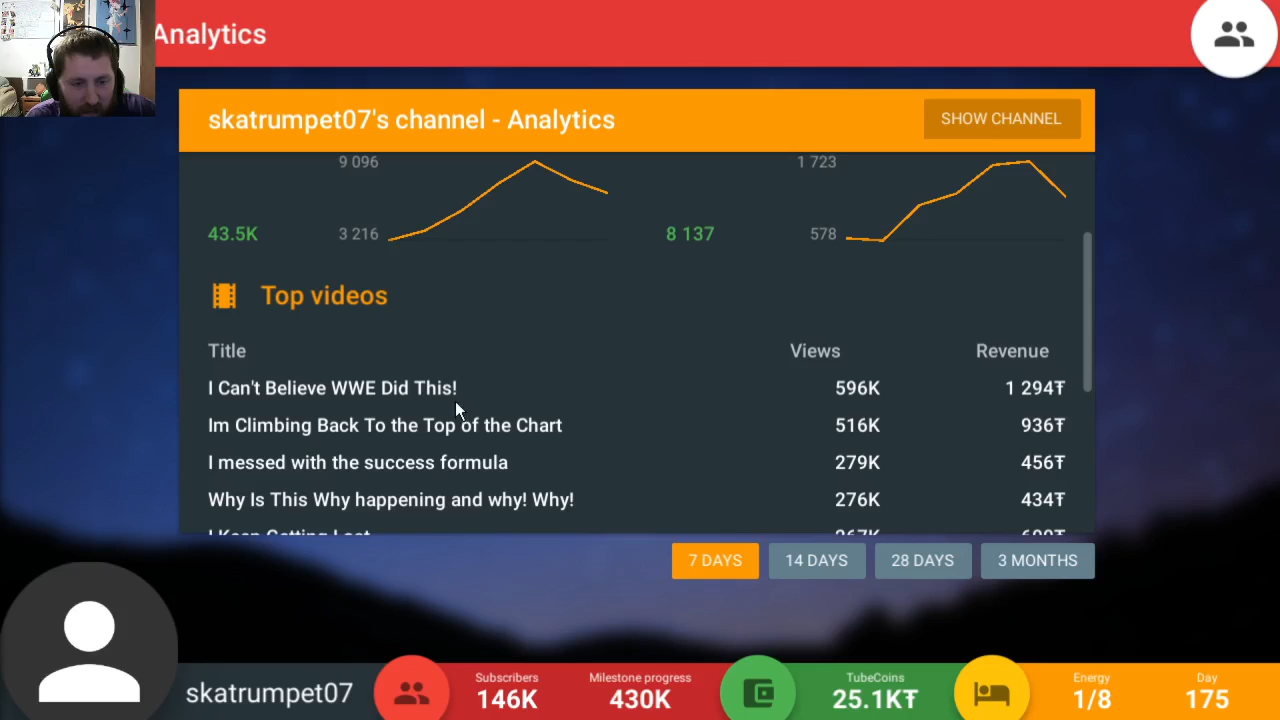 Analytics
skatrumpet07's channel - Analytics
SHOW CHANNEL
9 096
3 216
43.5K
1 723
578
8 137
Top videos
Title Views Revenue
I Can't Believe WWE Did This! 596K 1 294Ŧ
Im Climbing Back To the Top of the Chart 516K 936Ŧ
I messed with the success formula 279K 456Ŧ
Why Is This Why happening and why! Why! 276K 434Ŧ
I Keep Getting Lost 267K
7 DAYS 14 DAYS 28 DAYS 3 MONTHS
skatrumpet07
Subscribers
146K
Milestone progress
430K
TubeCoins
25.1KŦ
Energy
1/8
Day
175